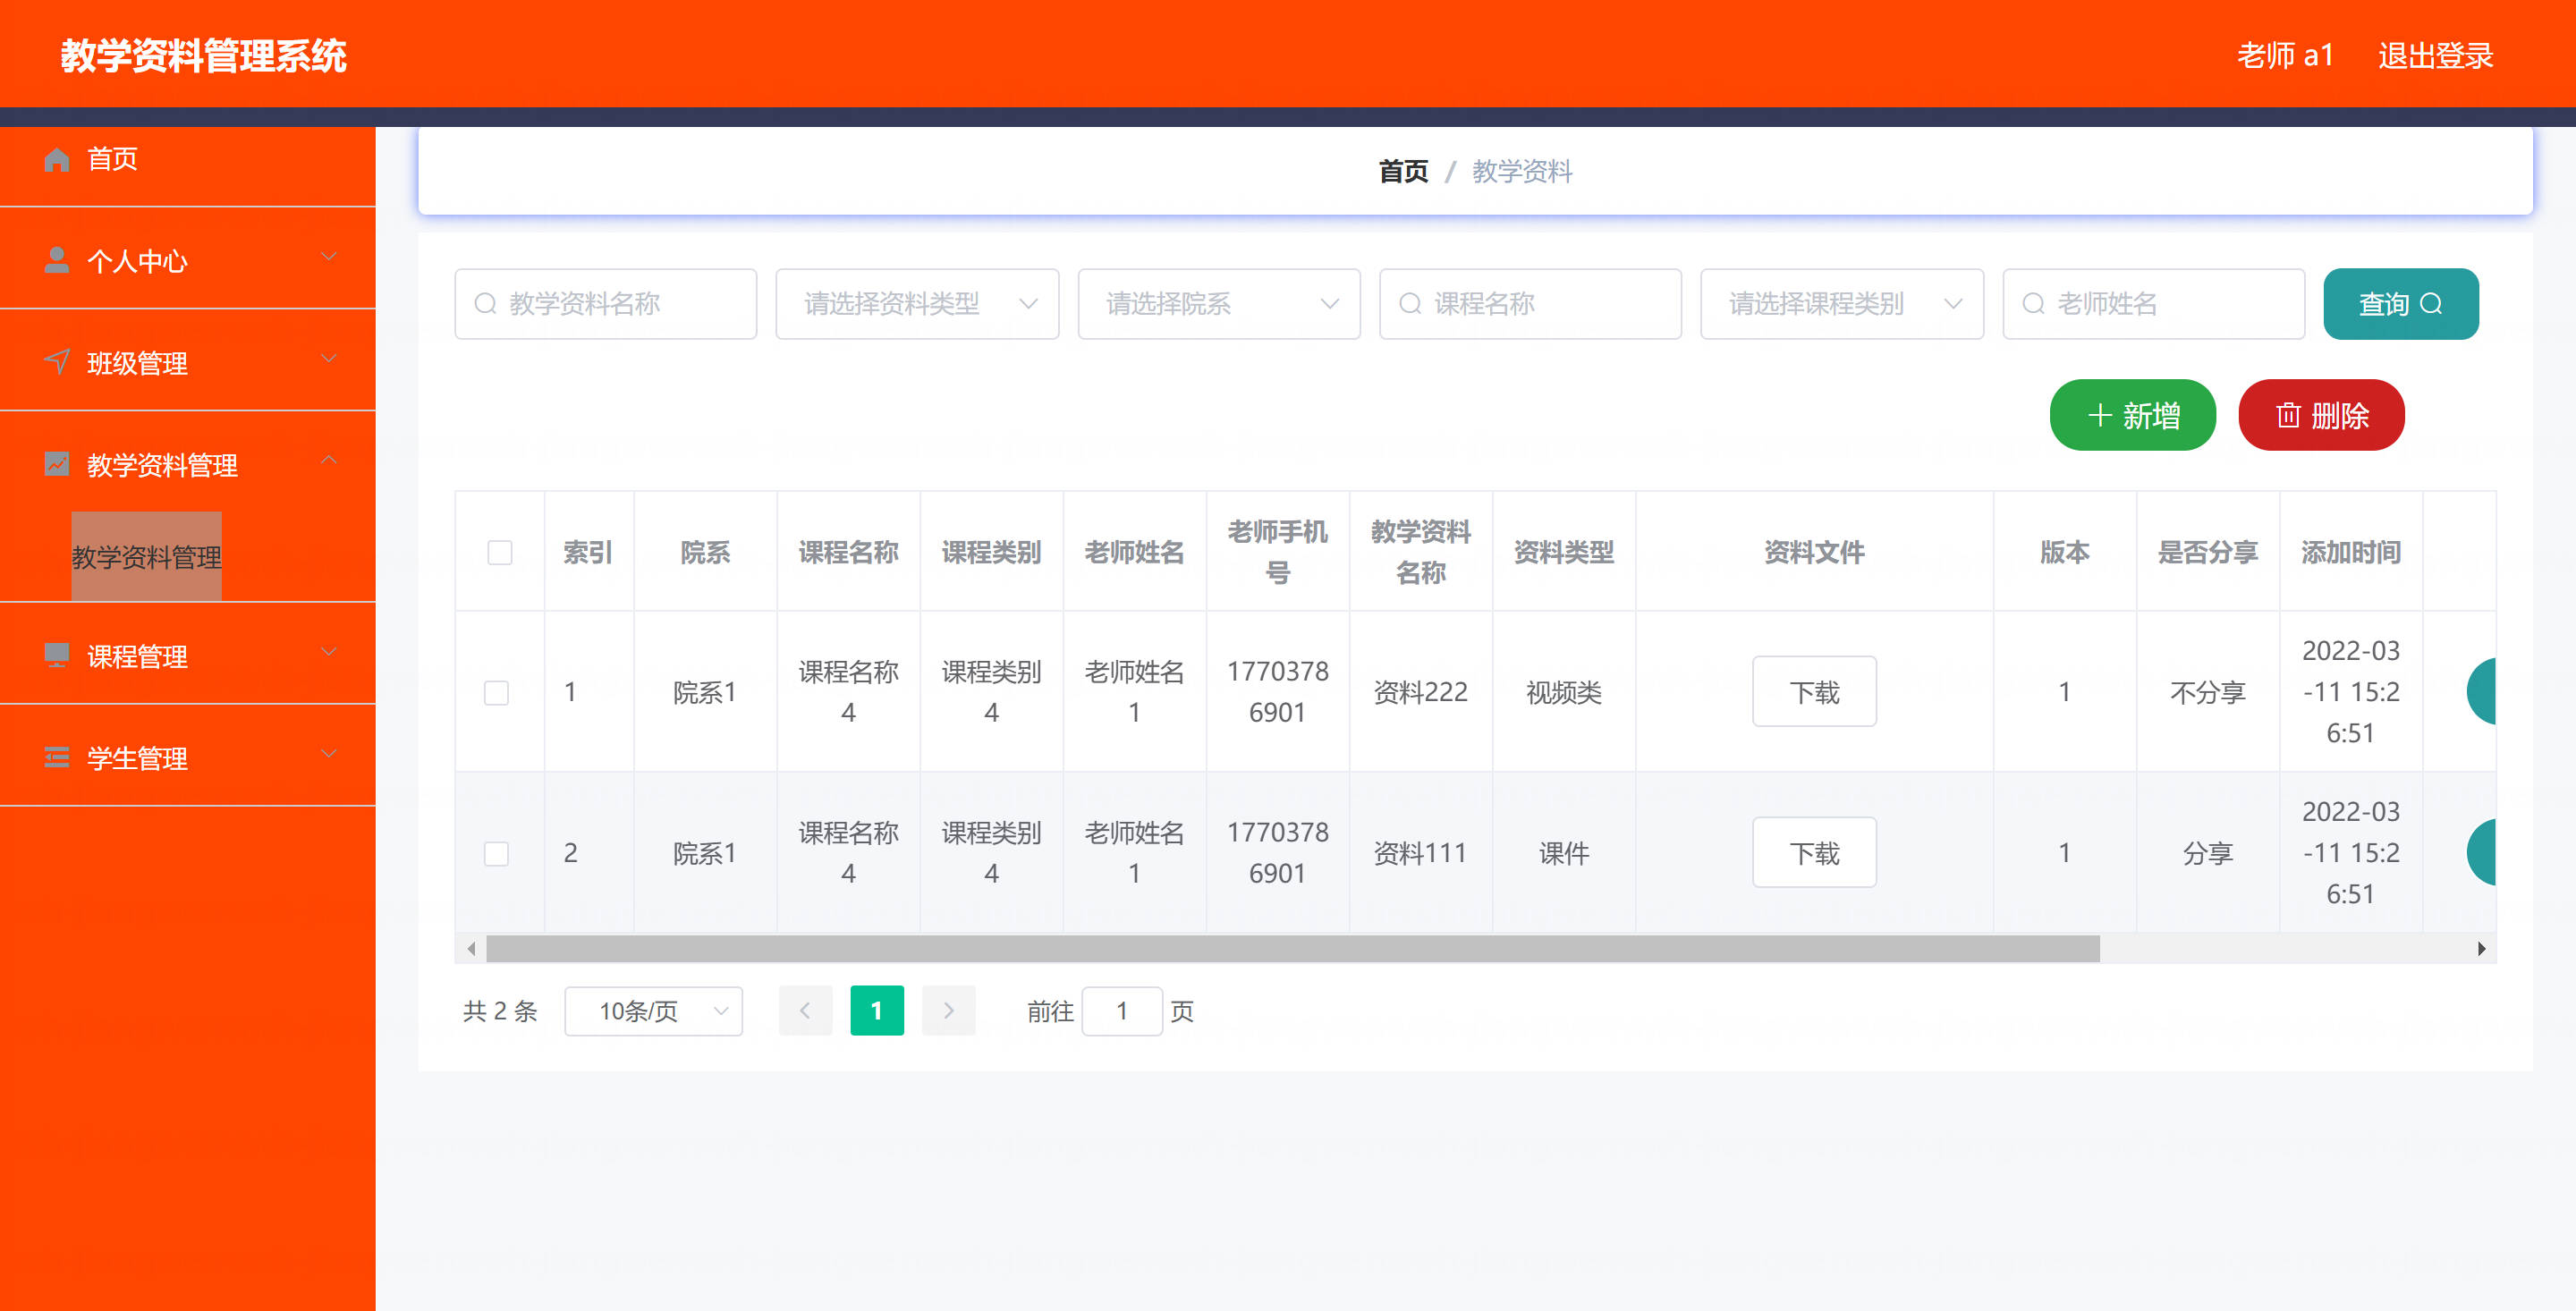 教学资料管理系统
老师 a1 退出登录
首页
个人中心
班级管理
教学资料管理
教学资料管理
课程管理
学生管理
首页 / 教学资料
教学资料名称 请选择资料类型 请选择院系 课程名称 请选择课程类别 老师姓名 查询
新增 删除
索引 院系 课程名称 课程类别 老师姓名 老师手机号 教学资料名称 资料类型 资料文件 版本 是否分享 添加时间
1 院系1 课程名称4 课程类别4 老师姓名1 17703786901 资料222 视频类 下载 1 不分享 2022-03-11 15:26:51
2 院系1 课程名称4 课程类别4 老师姓名1 17703786901 资料111 课件 下载 1 分享 2022-03-11 15:26:51
共 2 条 10条/页 1 前往 1 页